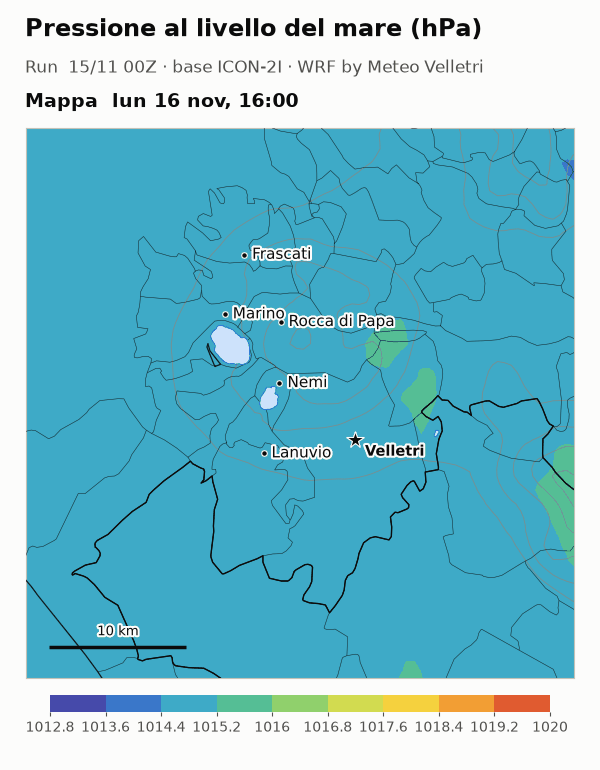 Pressione al livello del mare (hPa)
Run 15/11 00Z · base ICON-2I · WRF by Meteo Velletri
Mappa lun 16 nov, 16:00
Frascati
Marino
Rocca di Papa
Nemi
Velletri
Lanuvio
10 km
1012.8 1013.6 1014.4 1015.2 1016 1016.8 1017.6 1018.4 1019.2 1020